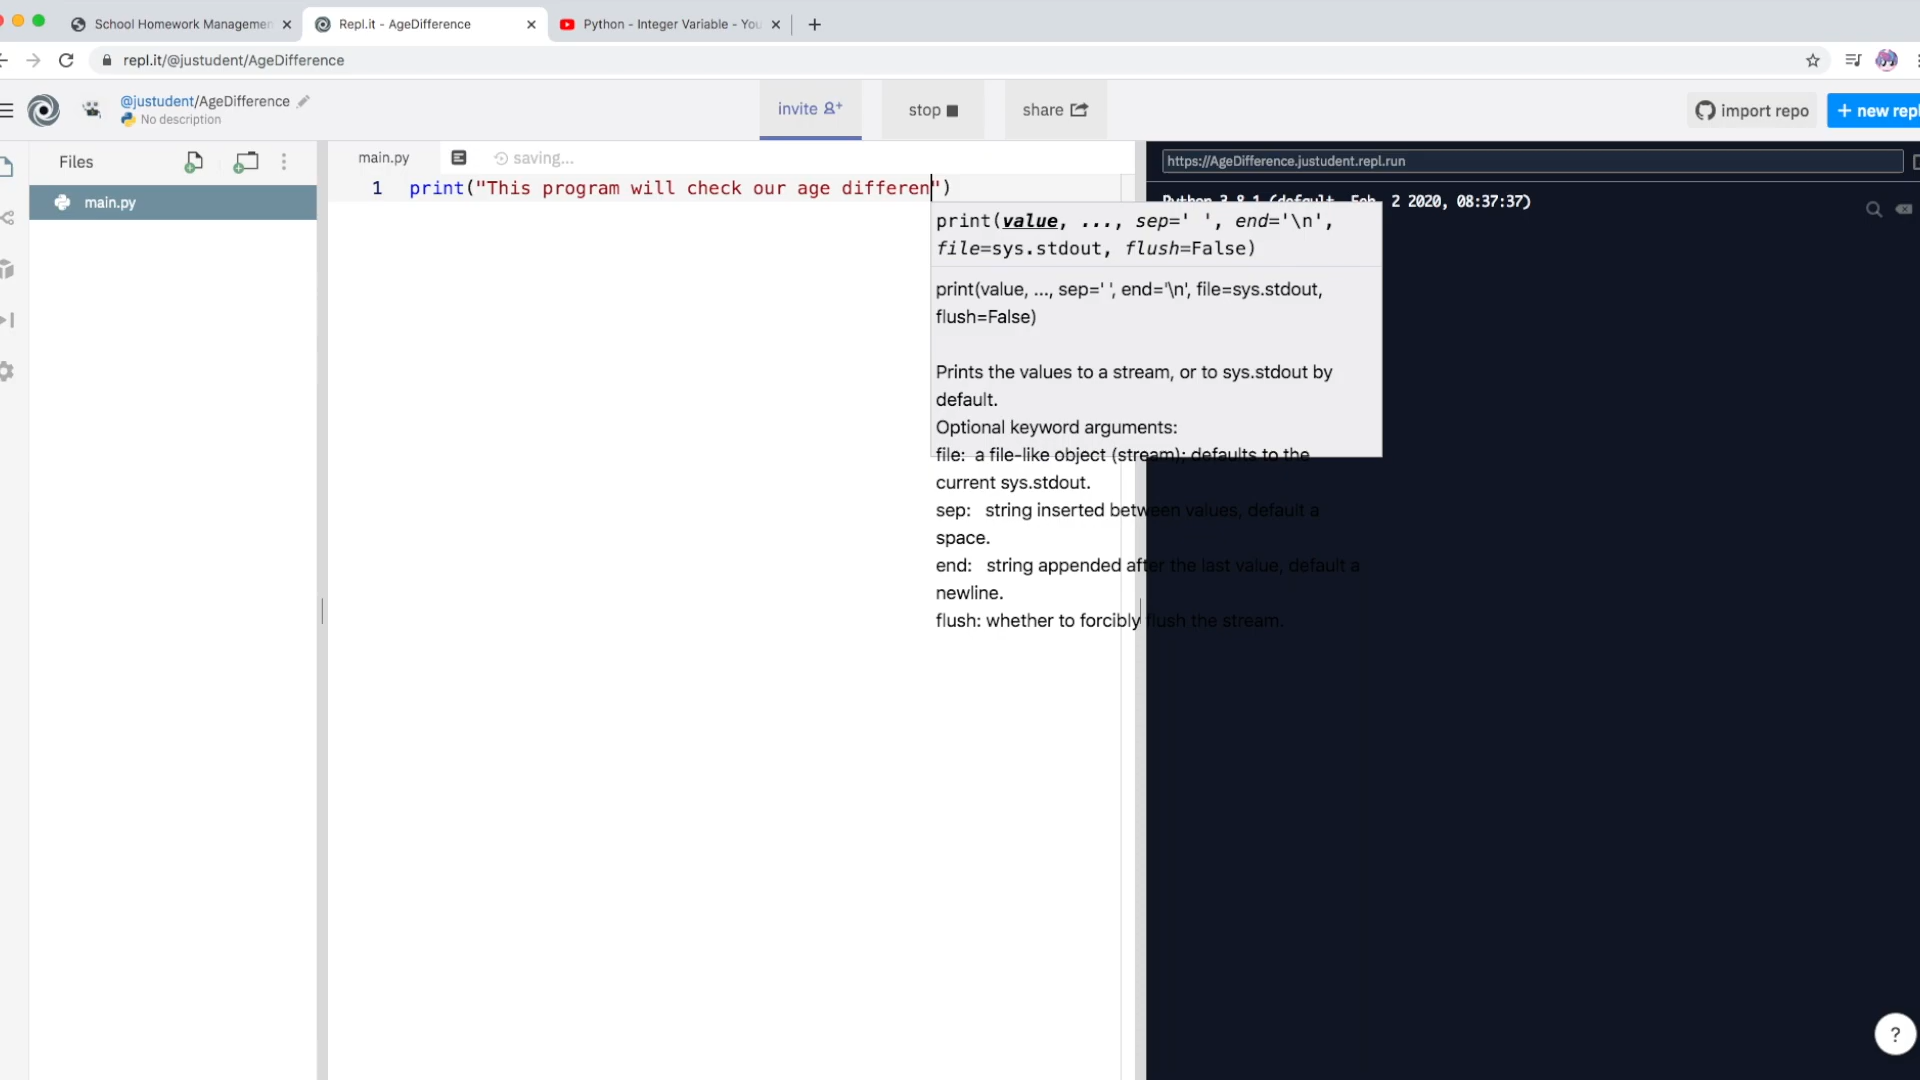 School Homework Managemen
Repl.it - AgeDifference
Python - Integer Variable - You
repl.it/@justudent/AgeDifference
@justudent/AgeDifference
No description
invite
stop
share
import repo
+ new repl
Files
main.py
saving...
https://AgeDifference.justudent.repl.run
main.py
1 print("This program will check our age differen")
Python 3.8.1 (default, Feb 2 2020, 08:37:37)
print(value, ..., sep=' ', end='\n',
file=sys.stdout, flush=False)
print(value, ..., sep=' ', end='\n', file=sys.stdout,
flush=False)
Prints the values to a stream, or to sys.stdout by
default.
Optional keyword arguments:
file: a file-like object (stream); defaults to the
current sys.stdout.
sep: string inserted between values, default a
space.
end: string appended after the last value, default a
newline.
flush: whether to forcibly flush the stream.
?